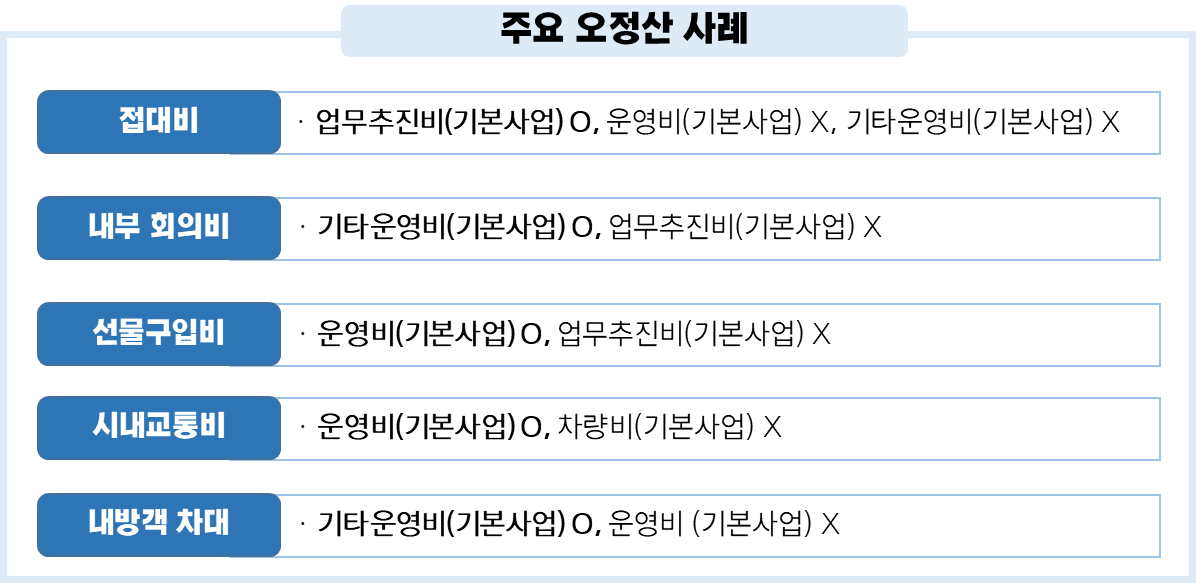 주요 오정산 사례
접대비
· 업무추진비(기본사업) O, 운영비(기본사업) X, 기타운영비(기본사업) X
내부 회의비
· 기타운영비(기본사업) O, 업무추진비(기본사업) X
선물구입비
· 운영비(기본사업) O, 업무추진비(기본사업) X
시내교통비
· 운영비(기본사업) O, 차량비(기본사업) X
내방객 차대
· 기타운영비(기본사업) O, 운영비 (기본사업) X